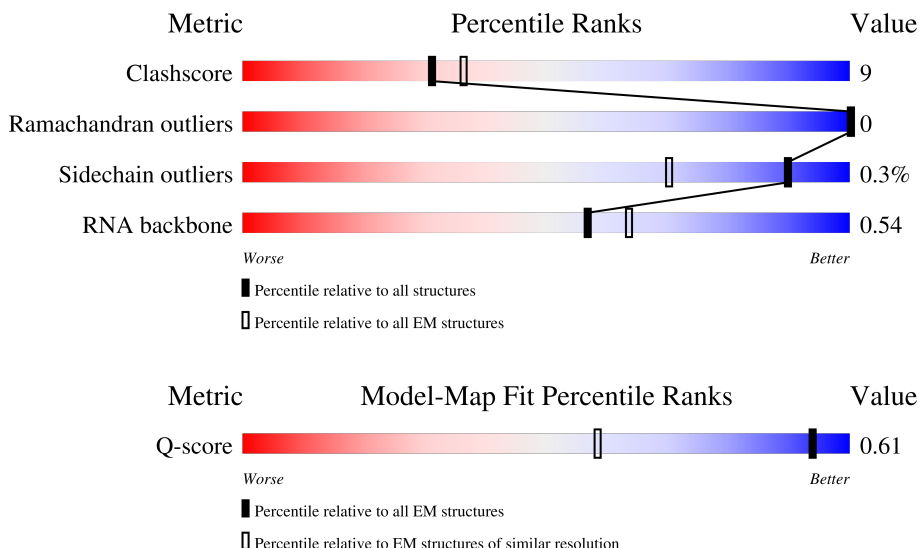 Metric Percentile Ranks Value
Clashscore 9
Ramachandran outliers 0
Sidechain outliers 0.3%
RNA backbone 0.54
Worse Better
Percentile relative to all structures
Percentile relative to all EM structures
Metric Model-Map Fit Percentile Ranks Value
Q-score 0.61
Worse Better
Percentile relative to all EM structures
Percentile relative to EM structures of similar resolution